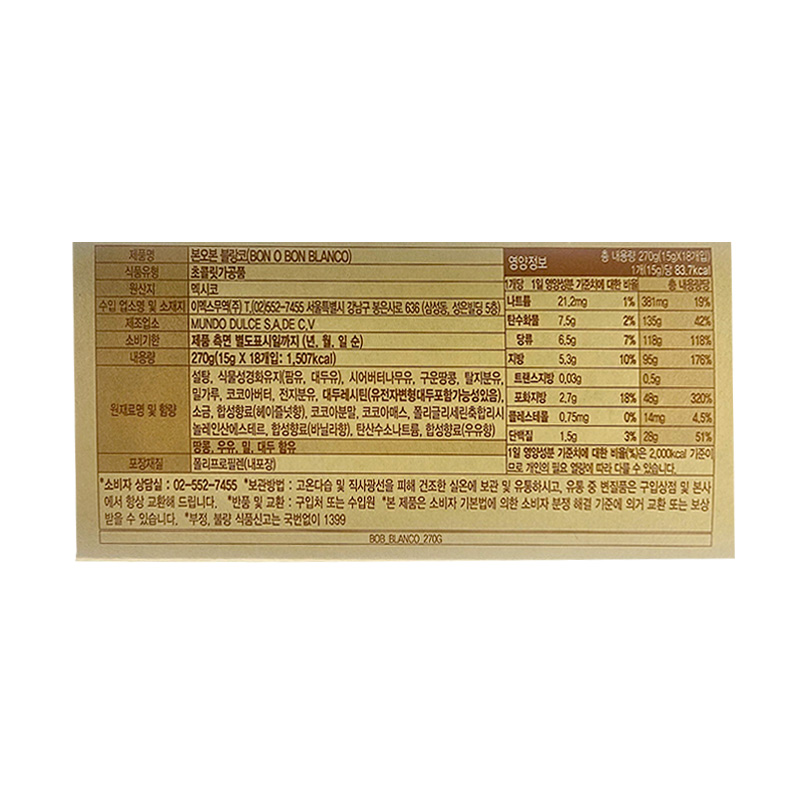 제품명 본오본 블랑코(BON O BON BLANCO)
식품유형 초콜릿가공품
원산지 멕시코
수입 업소명 및 소재지 이멕스무역(주) T.(02)552-7455 서울특별시 강남구 봉은사로 636 (삼성동, 성은빌딩 5층)
제조업소 MUNDO DULCE S,A,DE C,V
소비기한 제품 측면 별도표시일까지 (년, 월, 일 순)
내용량 270g(15g X 18개입: 1,507kcal)
원재료명 및 함량
설탕, 식물성경화유지(팜유, 대두유), 시어버터나무유, 구운땅콩, 탈지분유,
밀가루, 코코아버터, 전지분유, 대두레시틴(유전자변형대두포함가능성있음),
소금, 합성향료(헤이즐넛향), 코코아분말, 코코아매스, 폴리글리세린축합리시
놀레인산에스테르, 합성향료(바닐라향), 탄산수소나트륨, 합성향료(우유향)
땅콩, 우유, 밀, 대두 함유
포장재질 폴리프로필렌(내포장)
영양정보 총 내용량 270g(15g)X18개입)
1개(15g)당 83.7kcal
1개당 1일 영양성분 기준치에 대한 비율 총 내용량당
나트륨 21,2mg 1% 381mg 19%
탄수화물 7,5g 2% 135g 42%
당류 6,5g 7% 118g 118%
지방 5,3g 10% 95g 176%
트랜스지방 0,03g 0,5g
포화지방 2,7g 18% 48g 320%
콜레스테롤 0,75mg 0% 14mg 4,5%
단백질 1,5g 3% 28g 51%
1일 영양성분 기준치에 대한 비율(%)은 2,000kcal 기준이
므로 개인의 필요 열량에 따라 다를 수 있습니다.
*소비자 상담실 : 02-552-7455 *보관방법 : 고온다습 및 직사광선을 피해 건조한 실온에 보관 및 유통하시고, 유통 중 변질품은 구입상점 및 본사
에서 항상 교환해 드립니다. *반품 및 교환 : 구입처 또는 수입원 *본 제품은 소비자 기본법에 의한 소비자 분쟁 해결 기준에 의거 교환 또는 보상
받을 수 있습니다. *부정, 불량 식품신고는 국번없이 1399
BOB_BLANCO_270G